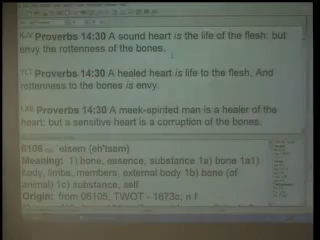 KJV Proverbs 14:30 A sound heart is the life of the flesh: but
envy the rottenness of the bones.
YLT Proverbs 14:30 A healed heart is life to the flesh, And
rottenness to the bones is envy.
Proverbs 14:30 A meek-spirited man is a healer of the
heart: but a sensitive heart is a corruption of the bones.
6106 `etsem {eh'tsem}
Meaning: 1) bone, essence, substance 1a) bone 1a1)
body, limbs, members, external body 1b) bone (of
animal) 1c) substance, self
Origin: from 06105; TWOT - 1673c; n f